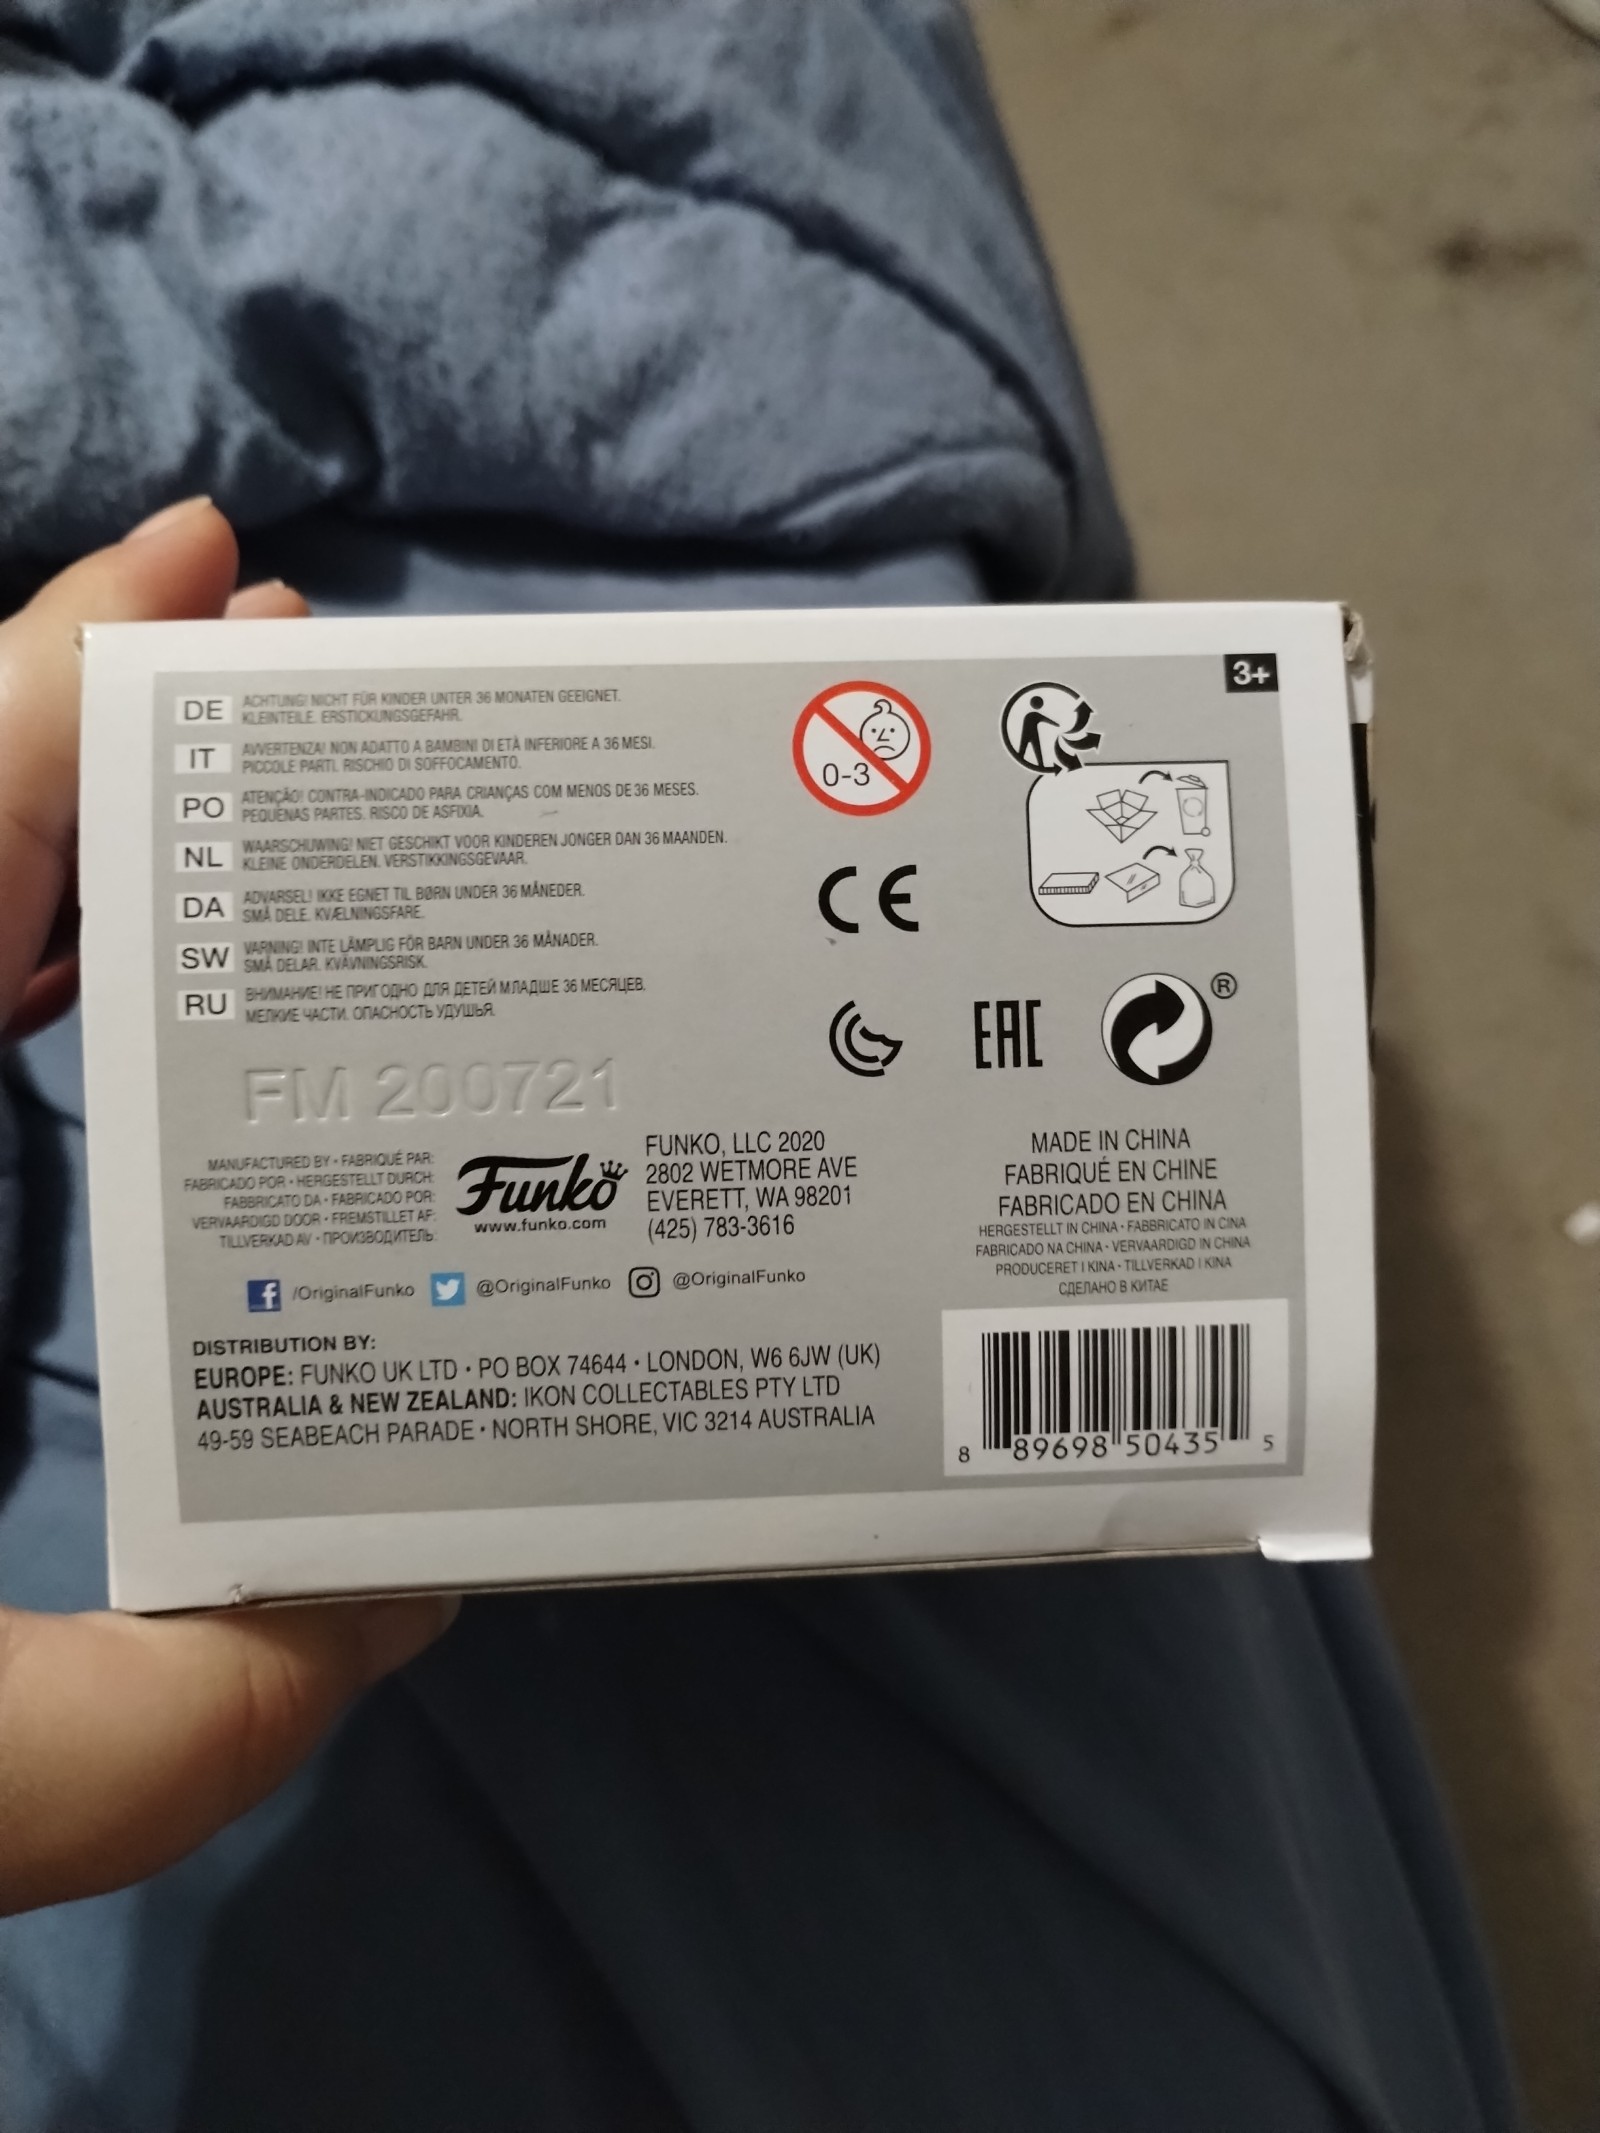 3+
DE
ACHTUNG! NICHT FÜR KINDER UNTER 36 MONATEN GEEIGNET.
KLEINTEILE. ERSTICKUNGSGEFAHR.
IT
AVVERTENZA! NON ADATTO A BAMBINI DI ETÀ INFERIORE A 36 MESI.
PICCOLE PARTI. RISCHIO DI SOFFOCAMENTO.
PO
ATENÇÃO! CONTRA-INDICADO PARA CRIANÇAS COM MENOS DE 36 MESES.
PEQUENAS PARTES. RISCO DE ASFIXIA.
NL
WAARSCHUWING! NIET GESCHIKT VOOR KINDEREN JONGER DAN 36 MAANDEN.
KLEINE ONDERDELEN. VERSTIKKINGSGEVAAR.
DA
ADVARSEL! IKKE EGNET TIL BØRN UNDER 36 MÅNEDER.
SMÅ DELE. KVÆLNINGSFARE.
SW
VARNING! INTE LÄMPLIG FÖR BARN UNDER 36 MÅNADER.
SMÅ DELAR. KVÄVNINGSRISK.
RU
ВНИМАНИЕ! НЕ ПРИГОДНО ДЛЯ ДЕТЕЙ МЛАДШЕ 36 МЕСЯЦЕВ.
МЕЛКИЕ ЧАСТИ. ОПАСНОСТЬ УДУШЬЯ.
0-3
CE
EAC
®
FM 200721
MANUFACTURED BY • FABRIQUÉ PAR:
FABRICADO POR • HERGESTELLT DURCH:
FABBRICATO DA • FABRICADO POR:
VERVAARDIGD DOOR • FREMSTILLET AF:
TILLVERKAD AV • ПРОИЗВОДИТЕЛЬ:
Funko
www.funko.com
FUNKO, LLC 2020
2802 WETMORE AVE
EVERETT, WA 98201
(425) 783-3616
MADE IN CHINA
FABRIQUÉ EN CHINE
FABRICADO EN CHINA
HERGESTELLT IN CHINA • FABBRICATO IN CINA
FABRICADO NA CHINA • VERVAARDIGD IN CHINA
PRODUCERET I KINA • TILLVERKAD I KINA
СДЕЛАНО В КИТАЕ
f /OriginalFunko @OriginalFunko @OriginalFunko
DISTRIBUTION BY:
EUROPE: FUNKO UK LTD • PO BOX 74644 • LONDON, W6 6JW (UK)
AUSTRALIA & NEW ZEALAND: IKON COLLECTABLES PTY LTD
49-59 SEABEACH PARADE • NORTH SHORE, VIC 3214 AUSTRALIA
8 89698 50435 5